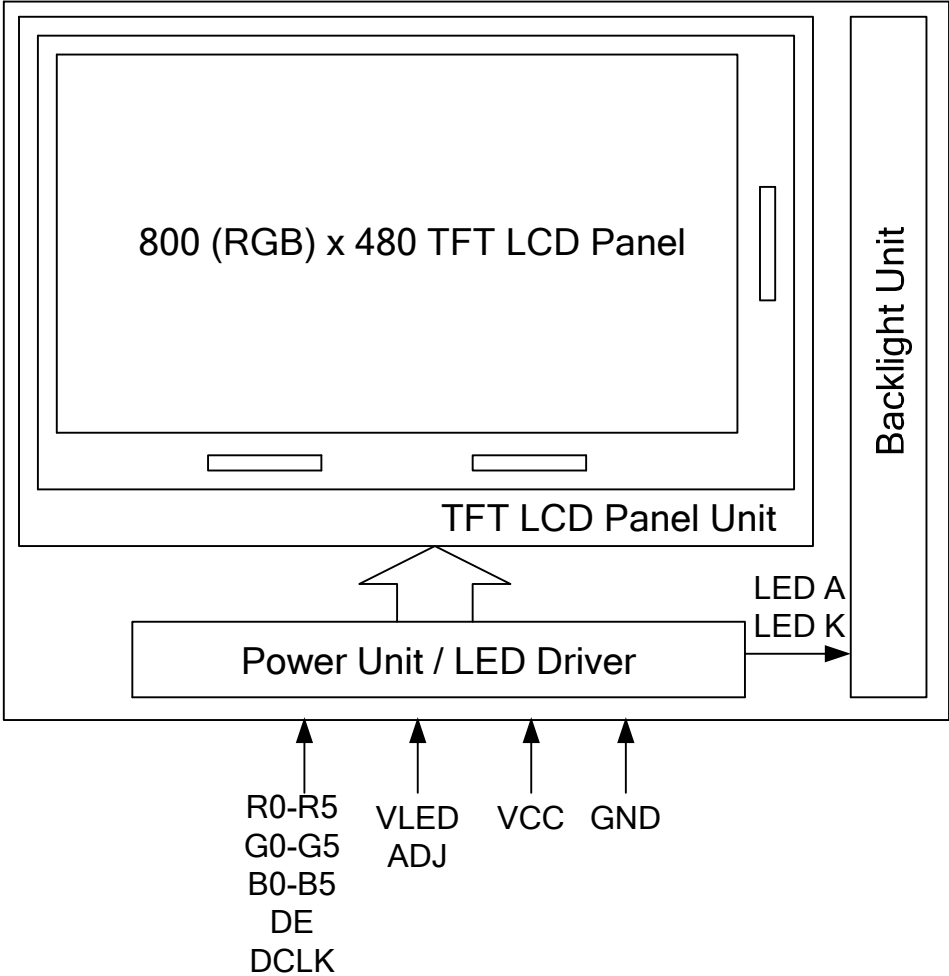 800 (RGB) x 480 TFT LCD Panel
Backlight Unit
TFT LCD Panel Unit
LED A
LED K
Power Unit / LED Driver
R0-R5
G0-G5
B0-B5
DE
DCLK
VLED
ADJ
VCC
GND